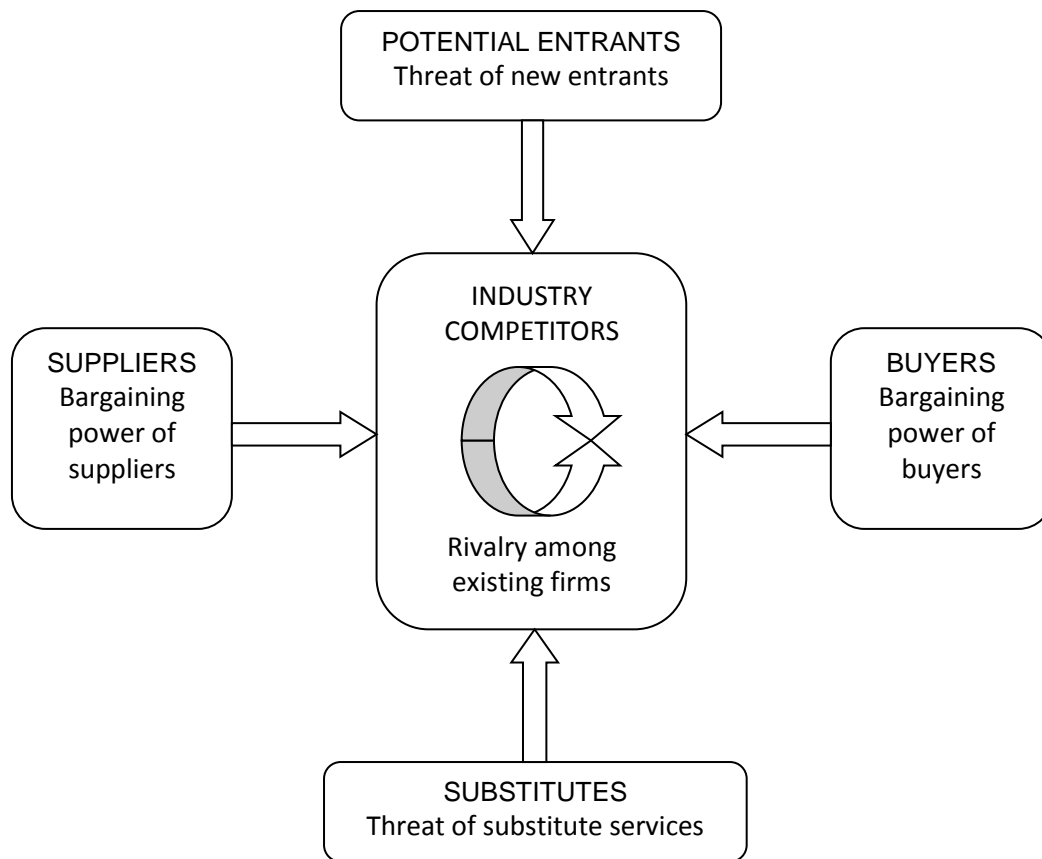 POTENTIAL ENTRANTS
Threat of new entrants
INDUSTRY
COMPETITORS
SUPPLIERS
Bargaining
power of
suppliers
BUYERS
Bargaining
power of
buyers
Rivalry among
existing firms
SUBSTITUTES
Threat of substitute services